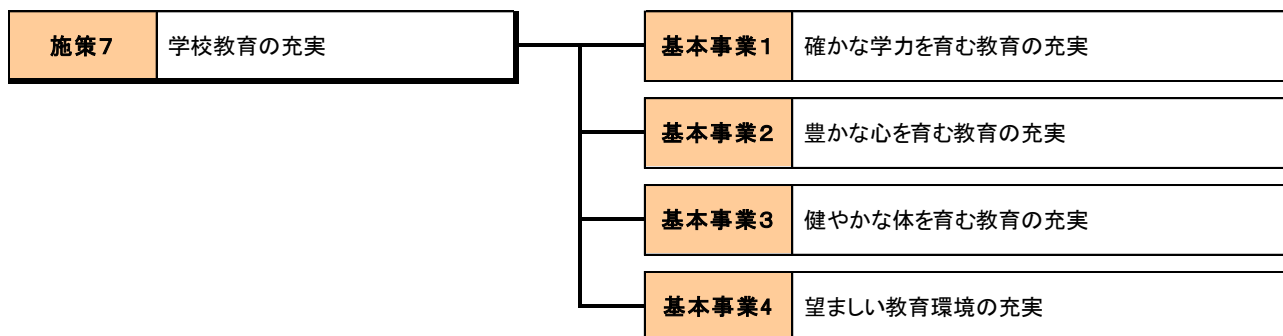 施策7 学校教育の充実
基本事業1 確かな学力を育む教育の充実
基本事業2 豊かな心を育む教育の充実
基本事業3 健やかな体を育む教育の充実
基本事業4 望ましい教育環境の充実